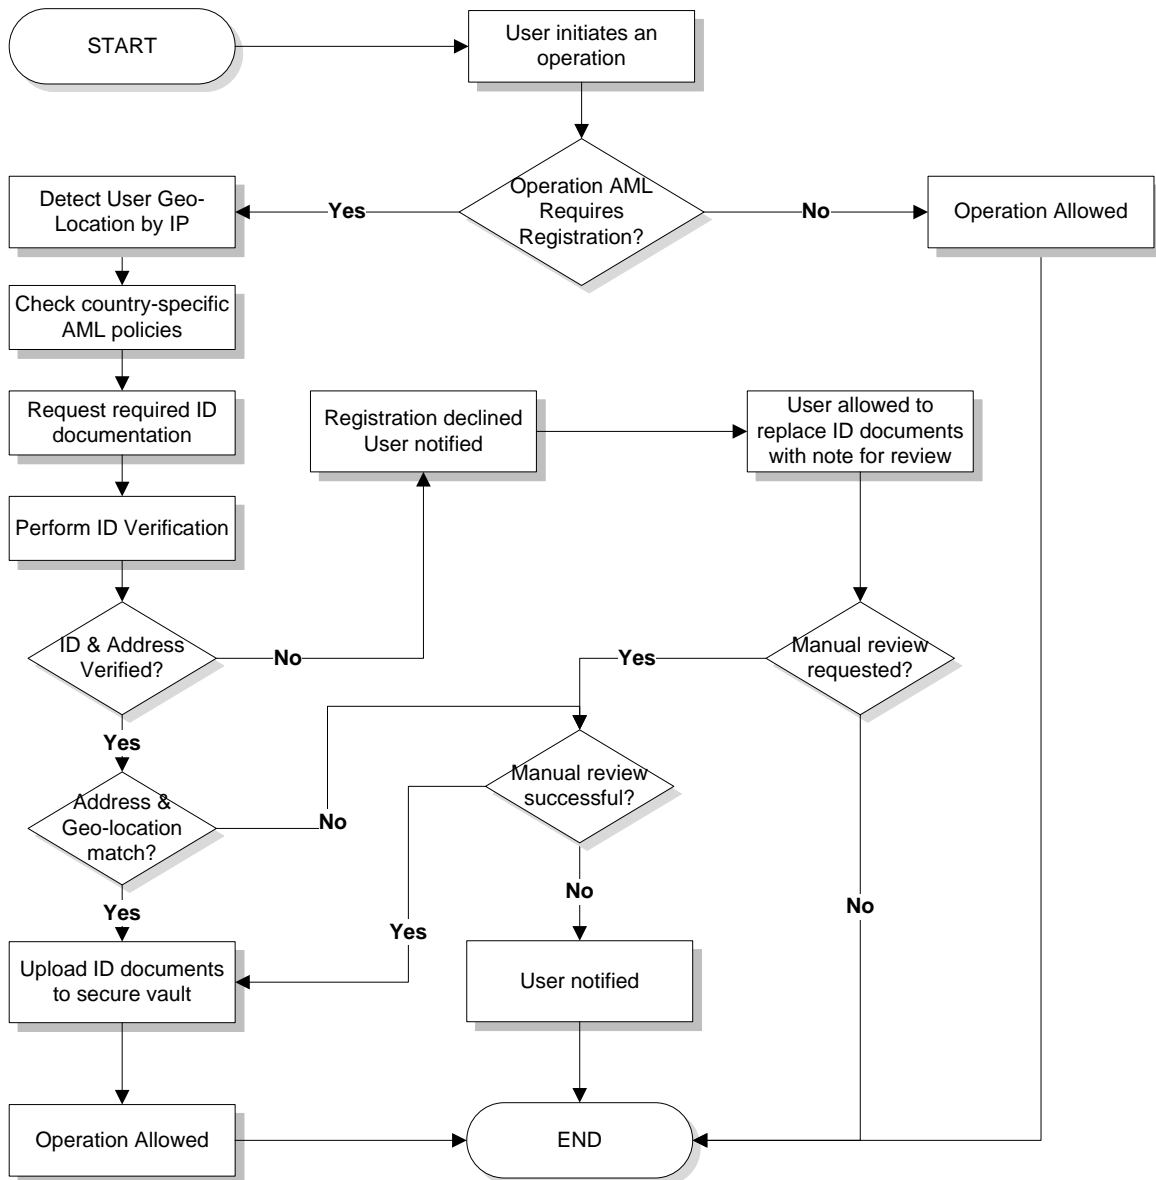 START
User initiates an
operation
Operation AML
Requires
Registration?
Yes
No
Detect User Geo-
Location by IP
Operation Allowed
Check country-specific
AML policies
Request required ID
documentation
Registration declined
User notified
User allowed to
replace ID documents
with note for review
Perform ID Verification
ID & Address
Verified?
No
Yes
Manual review
requested?
Yes
Manual review
successful?
Address &
Geo-location
match?
No
Yes
No
Yes
No
Upload ID documents
to secure vault
User notified
Operation Allowed
END